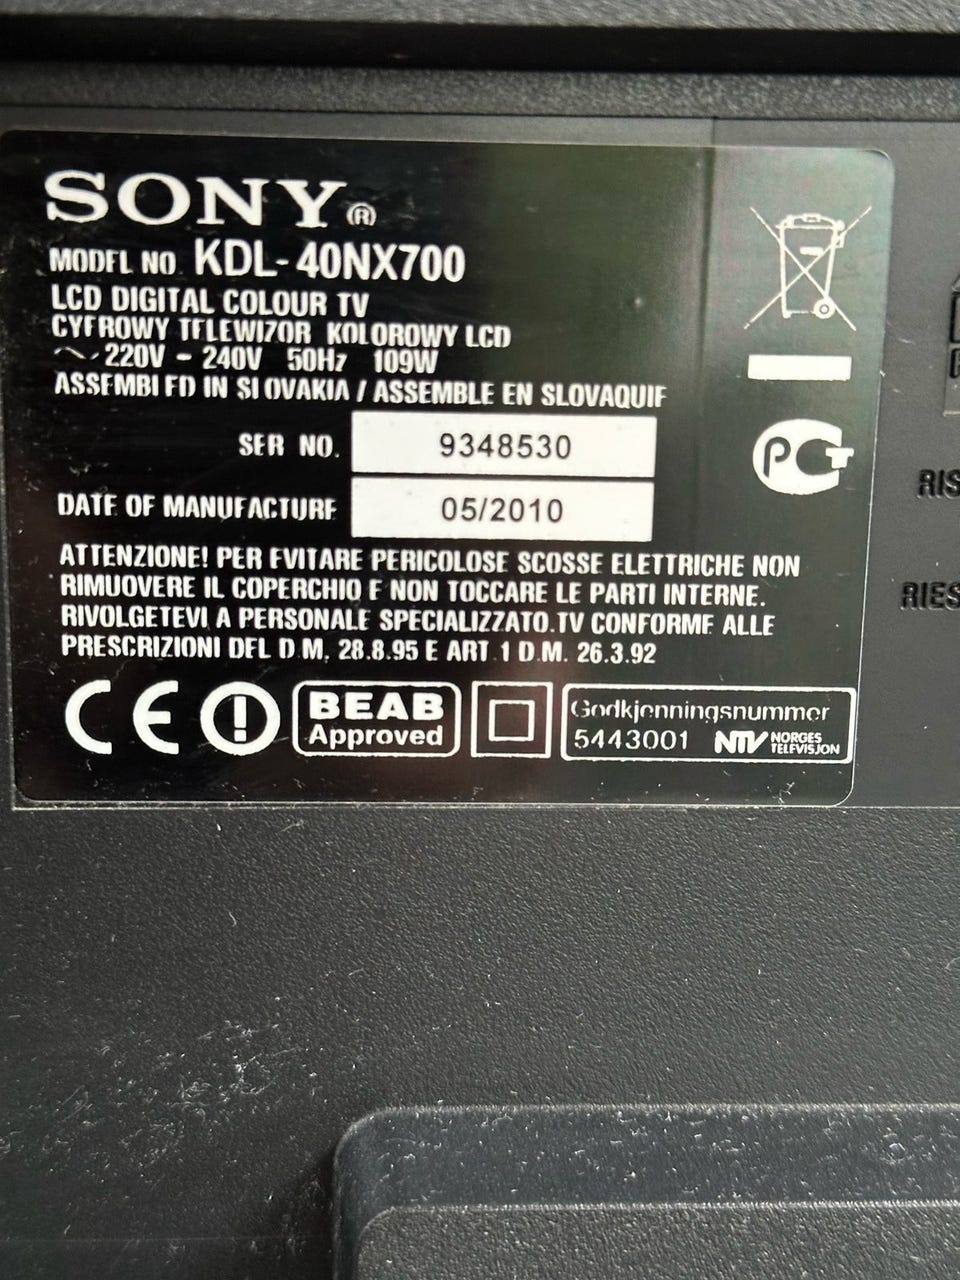 SONY®
MODEL NO. KDL-40NX700
LCD DIGITAL COLOUR TV
CYFROWY TELEWIZOR KOLOROWY LCD
~ 220V - 240V 50Hz 109W
ASSEMBLED IN SLOVAKIA / ASSEMBLE EN SLOVAQUIE
SER NO. 9348530
DATE OF MANUFACTURE 05/2010
ATTENZIONE! PER EVITARE PERICOLOSE SCOSSE ELETTRICHE NON
RIMUOVERE IL COPERCHIO E NON TOCCARE LE PARTI INTERNE.
RIVOLGETEVI A PERSONALE SPECIALIZZATO.TV CONFORME ALLE
PRESCRIZIONI DEL D M. 28.8.95 E ART 1 D.M. 26.3.92
CE
BEAB
Approved
Godkjenningsnummer
5443001 NTV NORGES
TELEVISJON
PCT
RIS
RIES